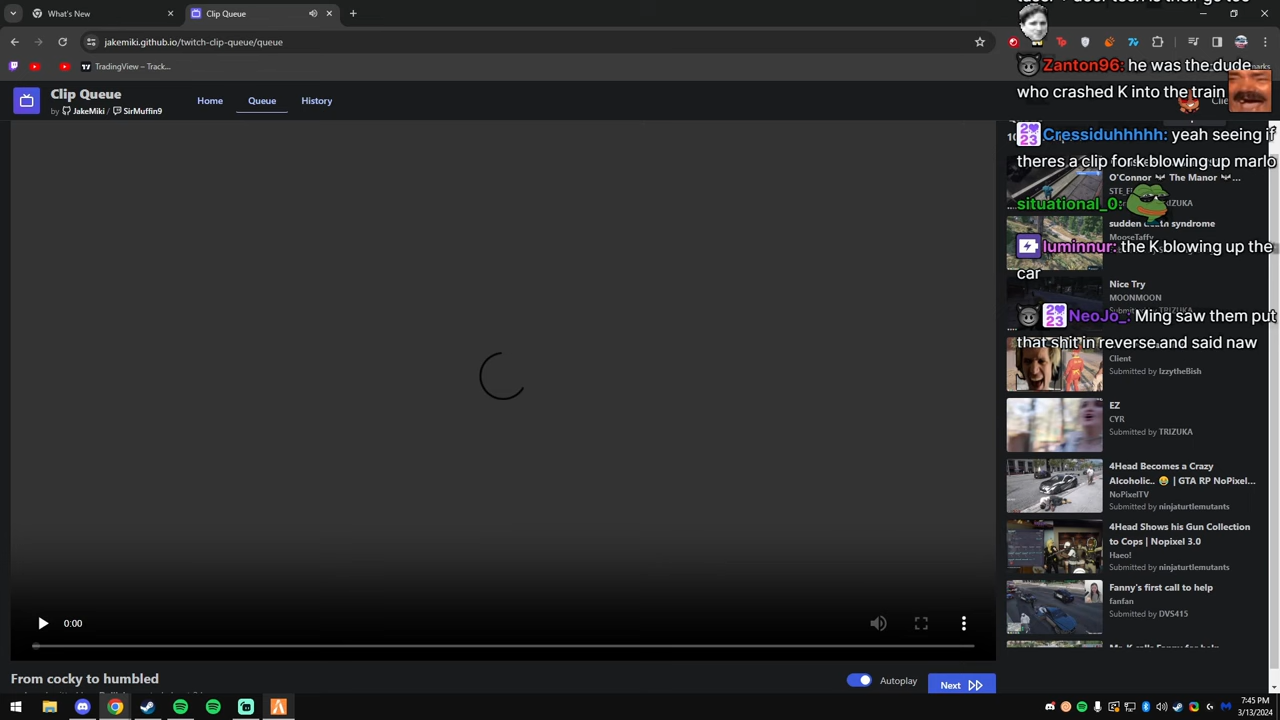 What's New
Clip Queue
jakemiki.github.io/twitch-clip-queue/queue
TradingView – Track...
Clip Queue
by JakeMiki / SirMuffin9
Home
Queue
History
Zanton96: he was the dude
who crashed K into the train
Cressiduhhhhh: yeah seeing if
theres a clip fork blowing up marlo
O'Connor The Manor ...
situational_0:
sudden death syndrome
MooseTaffy
luminnur: the K blowing up the
car
Nice Try
MOONMOON
NeoJo_: Ming saw them put
that shit in reverse and said naw
Client
Submitted by IzzytheBish
EZ
CYR
Submitted by TRIZUKA
4Head Becomes a Crazy
Alcoholic.. | GTA RP NoPixel...
NoPixelTV
Submitted by ninjaturtlemutants
4Head Shows his Gun Collection
to Cops | Nopixel 3.0
Haeo!
Submitted by ninjaturtlemutants
Fanny's first call to help
fanfan
Submitted by DVS415
0:00
From cocky to humbled
Autoplay
Next
7:45 PM
3/13/2024